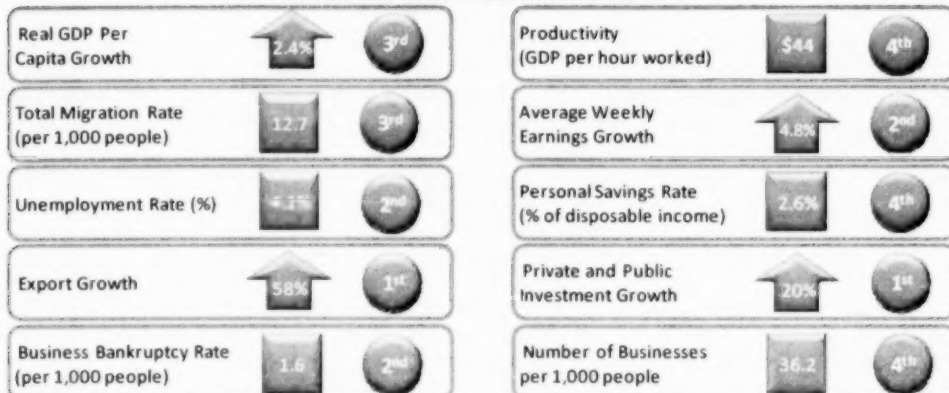 Real GDP Per
Capita Growth
2.4%
3rd
Total Migration Rate
(per 1,000 people)
12.7
3rd
Unemployment Rate (%)
2nd
Export Growth
58%
1st
Business Bankruptcy Rate
(per 1,000 people)
1.6
2nd
Productivity
(GDP per hour worked)
$44
4th
Average Weekly
Earnings Growth
4.8%
2nd
Personal Savings Rate
(% of disposable income)
2.6%
4th
Private and Public
Investment Growth
20%
1st
Number of Businesses
per 1,000 people
36.2
4th